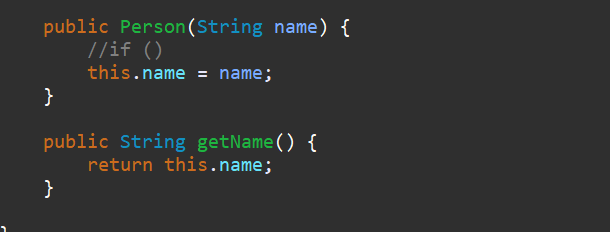 public Person(String name) {
//if ()
this.name = name;
}
public String getName() {
return this.name;
}
}